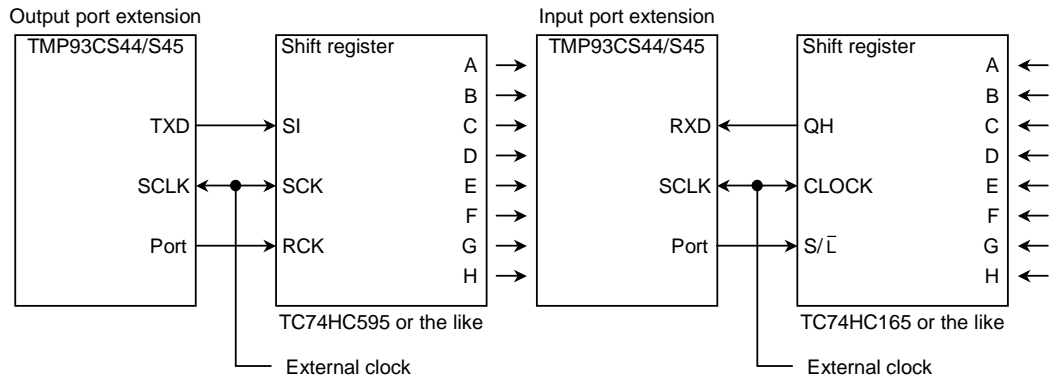 Output port extension
TMP93CS44/S45
Shift register
A
B
TXD
SI
C
D
SCLK
SCK
E
F
Port
RCK
G
H
TC74HC595 or the like
External clock
Input port extension
TMP93CS44/S45
Shift register
A
B
RXD
QH
C
D
SCLK
CLOCK
E
F
Port
S/L̅
G
H
TC74HC165 or the like
External clock